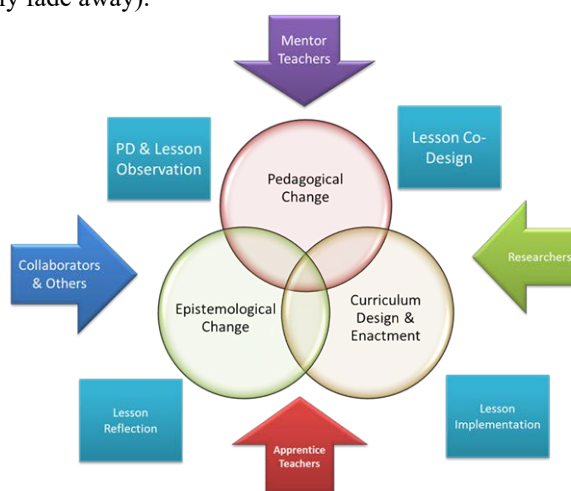 ly fade away).
Mentor
Teachers
PD & Lesson
Observation
Lesson Co-
Design
Pedagogical
Change
Collaborators
& Others
Researchers
Epistemological
Change
Curriculum
Design &
Enactment
Lesson
Reflection
Apprentice
Teachers
Lesson
Implementation